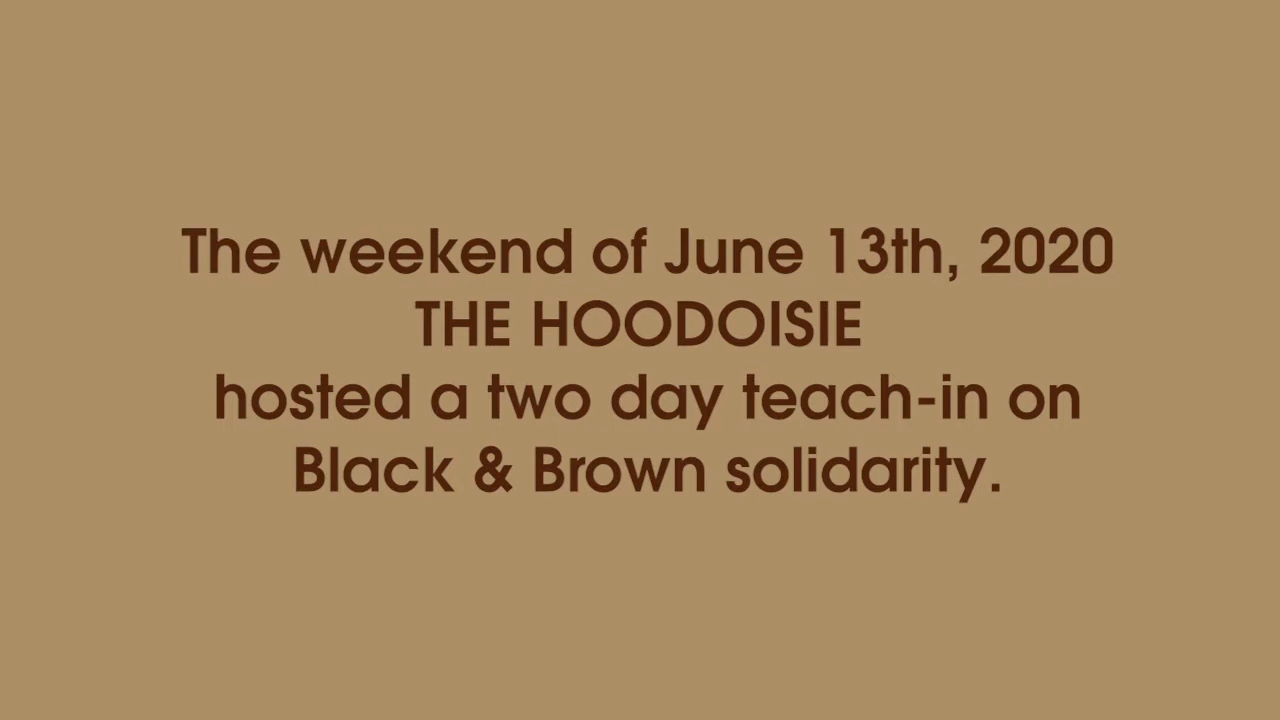 The weekend of June 13th, 2020
THE HOODOISIE
hosted a two day teach-in on
Black & Brown solidarity.